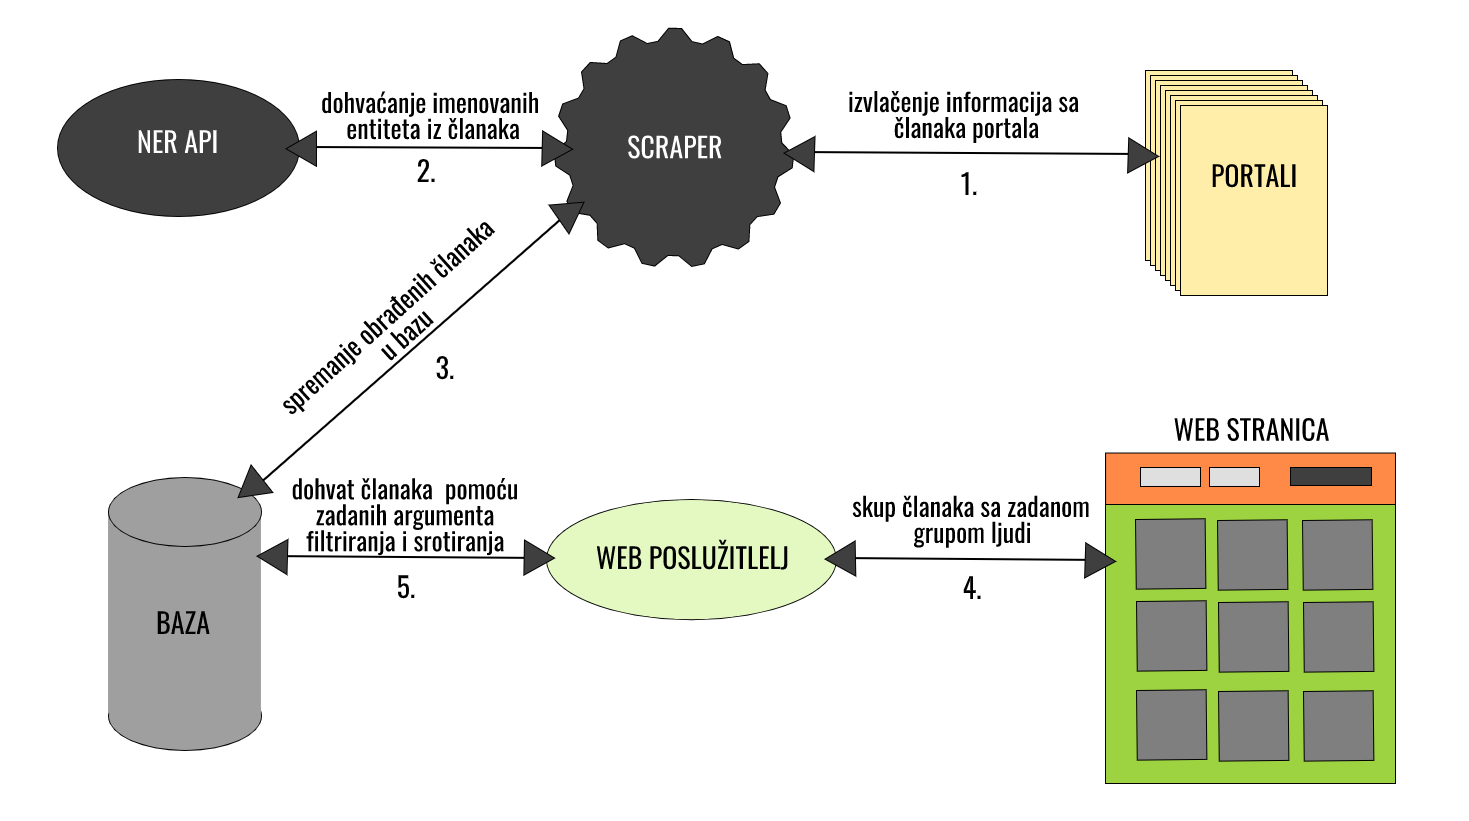 NER API
dohvaćanje imenovanih
entiteta iz članaka
2.
SCRAPER
izvlačenje informacija sa
članaka portala
1.
PORTALI
spremanje obrađenih članaka
u bazu
3.
BAZA
dohvat članaka pomoću
zadanih argumenta
filtriranja i srotiranja
5.
WEB POSLUŽITLELJ
skup članaka sa zadanom
grupom ljudi
4.
WEB STRANICA